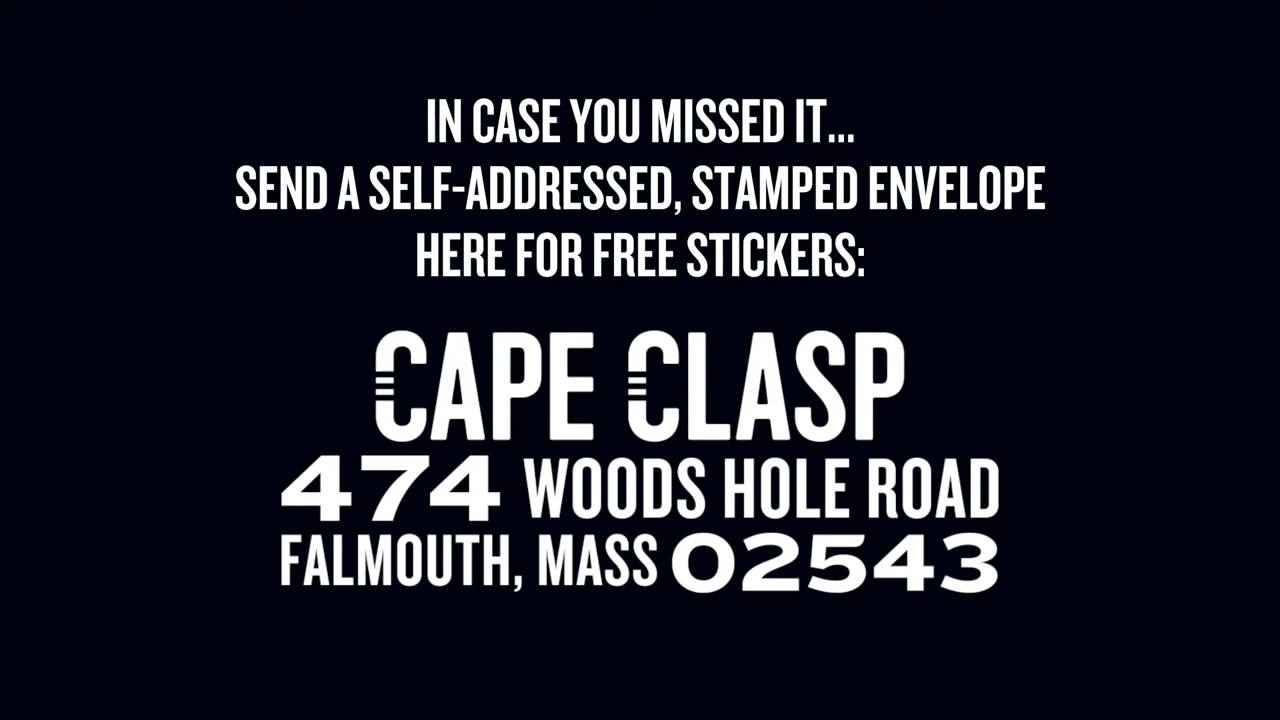 IN CASE YOU MISSED IT...
SEND A SELF-ADDRESSED, STAMPED ENVELOPE
HERE FOR FREE STICKERS:
CAPE CLASP
474 WOODS HOLE ROAD
FALMOUTH, MASS 02543